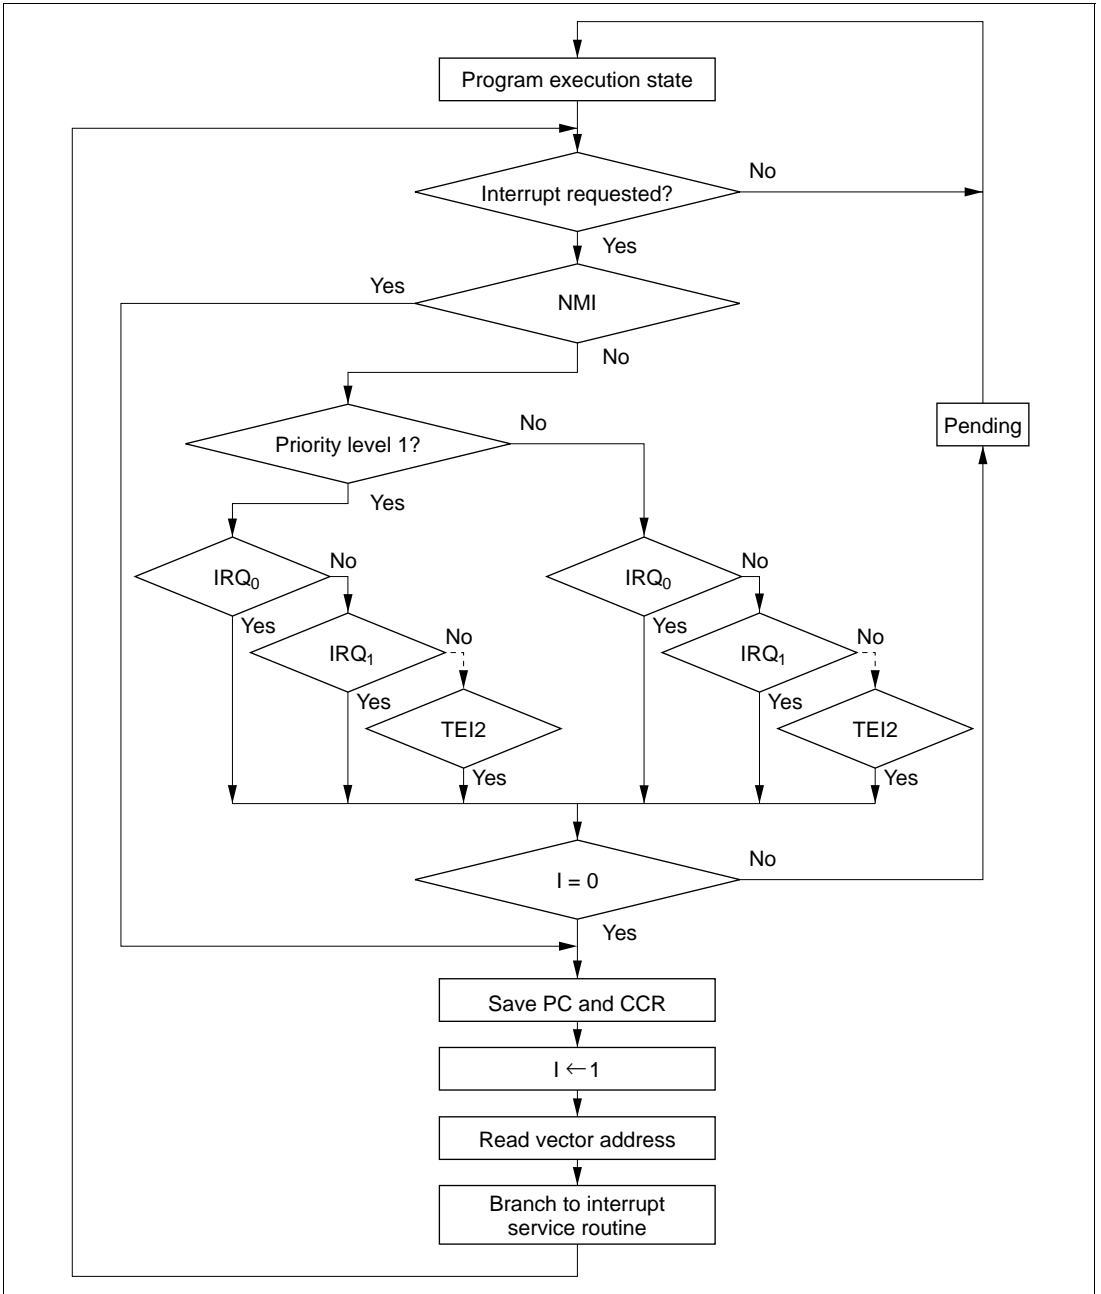 Program execution state
Interrupt requested?
No
Yes
Yes
NMI
No
Priority level 1?
No
Pending
Yes
IRQ0
No
IRQ0
No
Yes
IRQ1
No
Yes
IRQ1
No
Yes
TEI2
Yes
TEI2
Yes
Yes
I = 0
No
Yes
Save PC and CCR
I ←1
Read vector address
Branch to interrupt
service routine